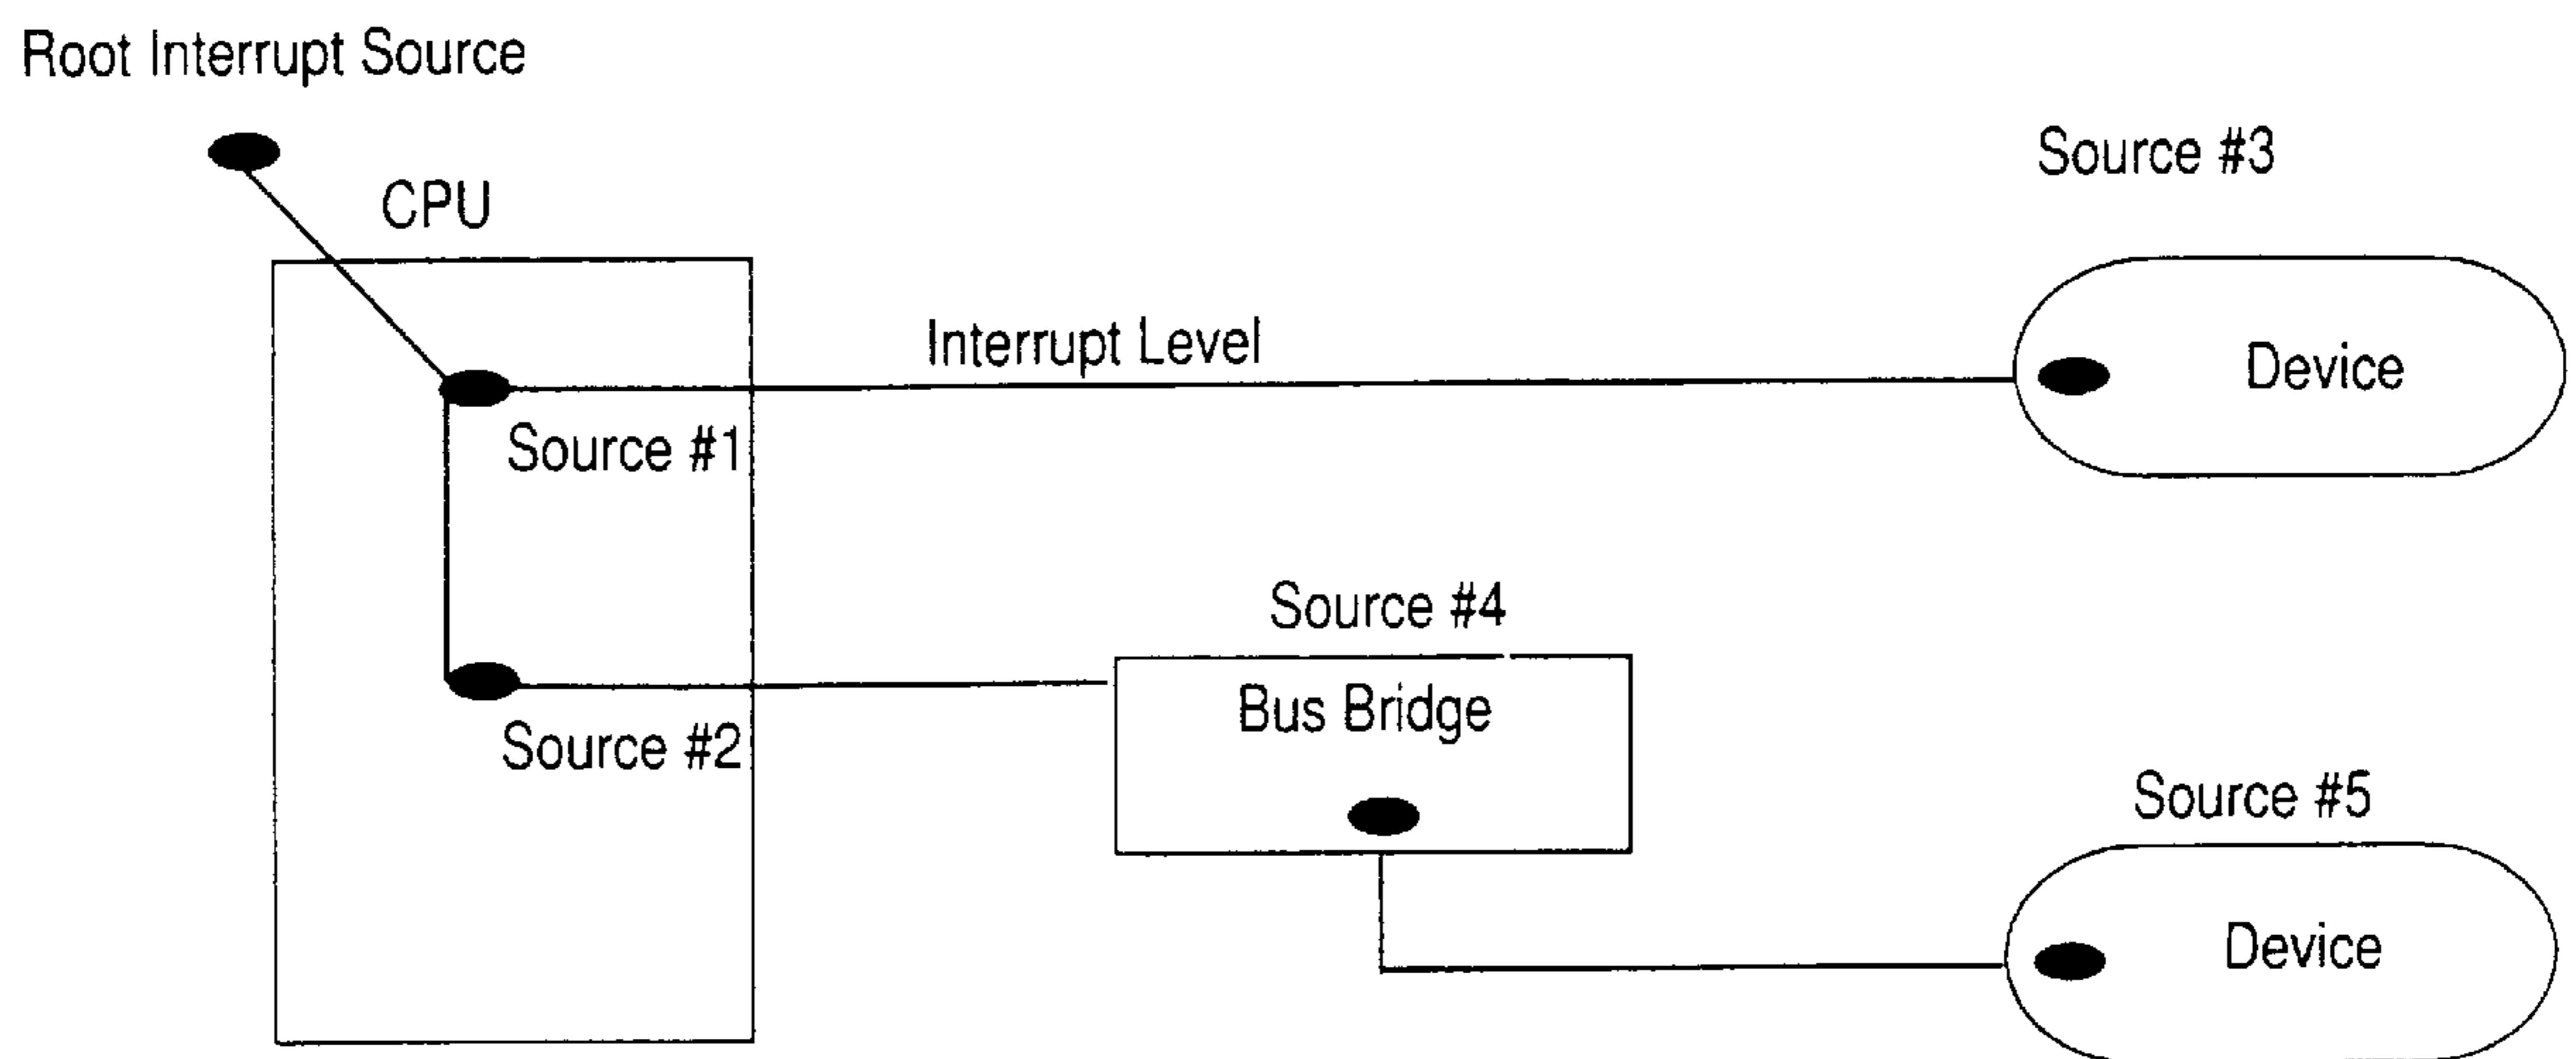 Root Interrupt Source
CPU
Source #3
Interrupt Level
Device
Source #1
Source #4
Bus Bridge
Source #2
Source #5
Device